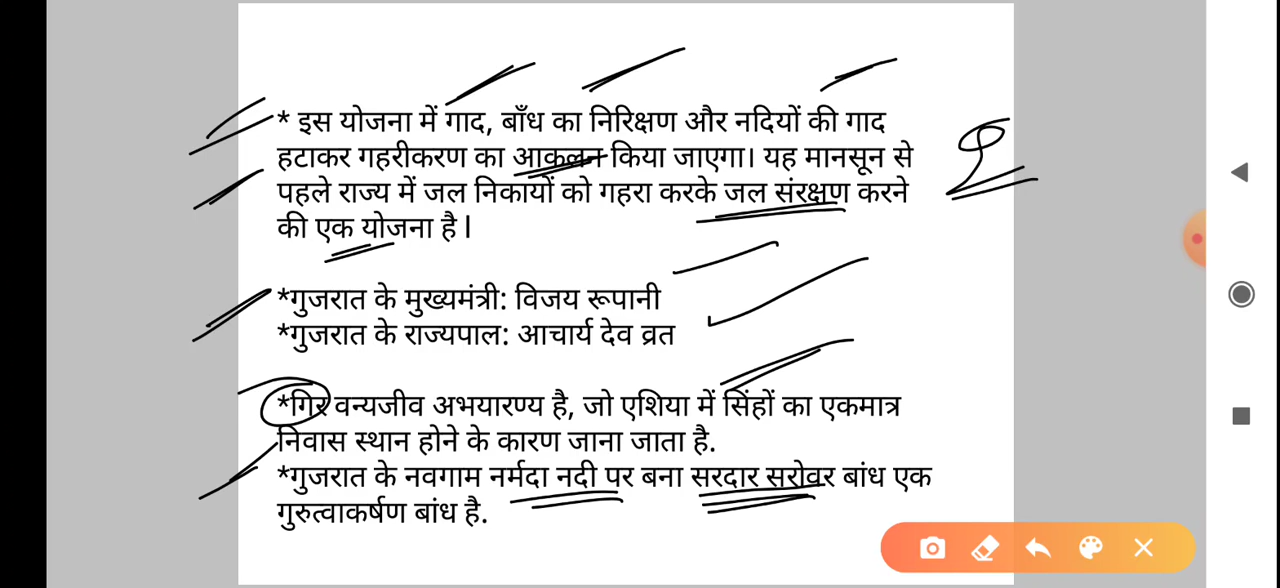 * इस योजना में गाद, बाँध का निरिक्षण और नदियों की गाद
हटाकर गहरीकरण का आकलन किया जाएगा। यह मानसून से
पहले राज्य में जल निकायों को गहरा करके जल संरक्षण करने
की एक योजना है l
*गुजरात के मुख्यमंत्री: विजय रूपानी
*गुजरात के राज्यपाल: आचार्य देव व्रत
*गिर वन्यजीव अभयारण्य है, जो एशिया में सिंहों का एकमात्र
निवास स्थान होने के कारण जाना जाता है.
*गुजरात के नवगाम नर्मदा नदी पर बना सरदार सरोवर बांध एक
गुरुत्वाकर्षण बांध है.